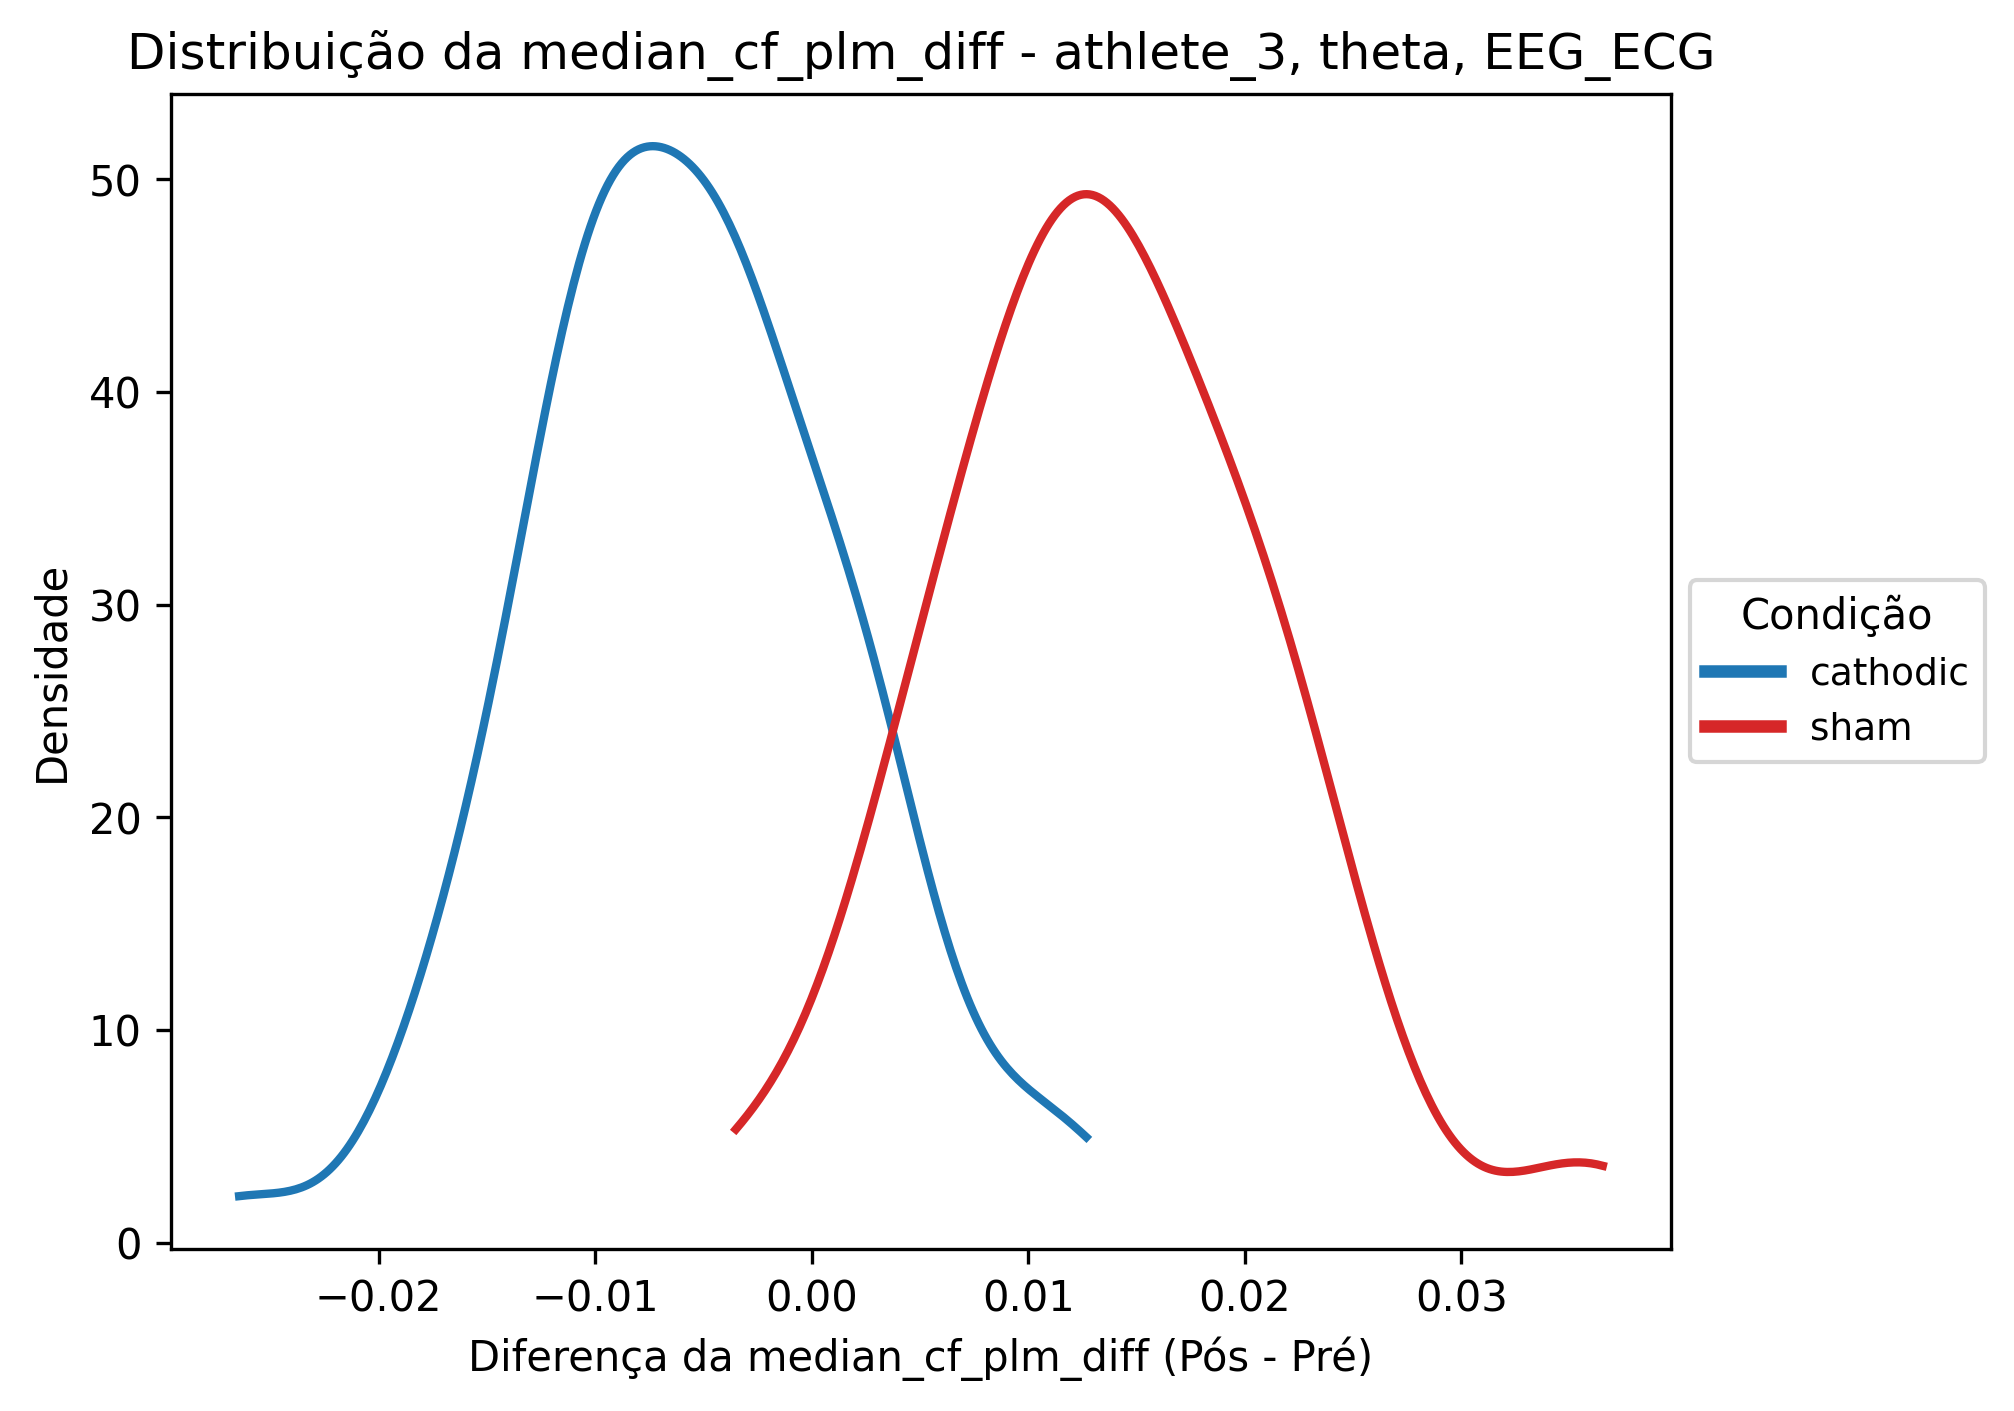 Distribuição da median_cf_plm_diff - athlete_3, theta, EEG_ECG
Densidade
50
40
30
20
10
0
−0.02
−0.01
0.00
0.01
0.02
0.03
Diferença da median_cf_plm_diff (Pós - Pré)
Condição
cathodic
sham